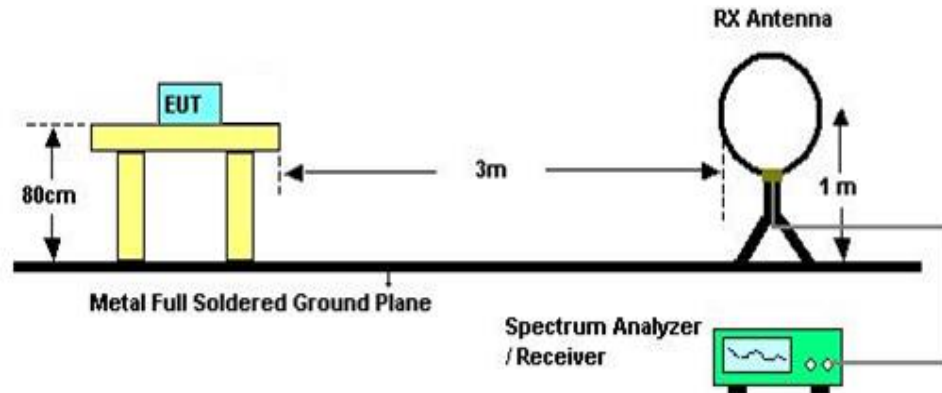 RX Antenna
EUT
80cm
3m
1 m
Metal Full Soldered Ground Plane
Spectrum Analyzer
/ Receiver